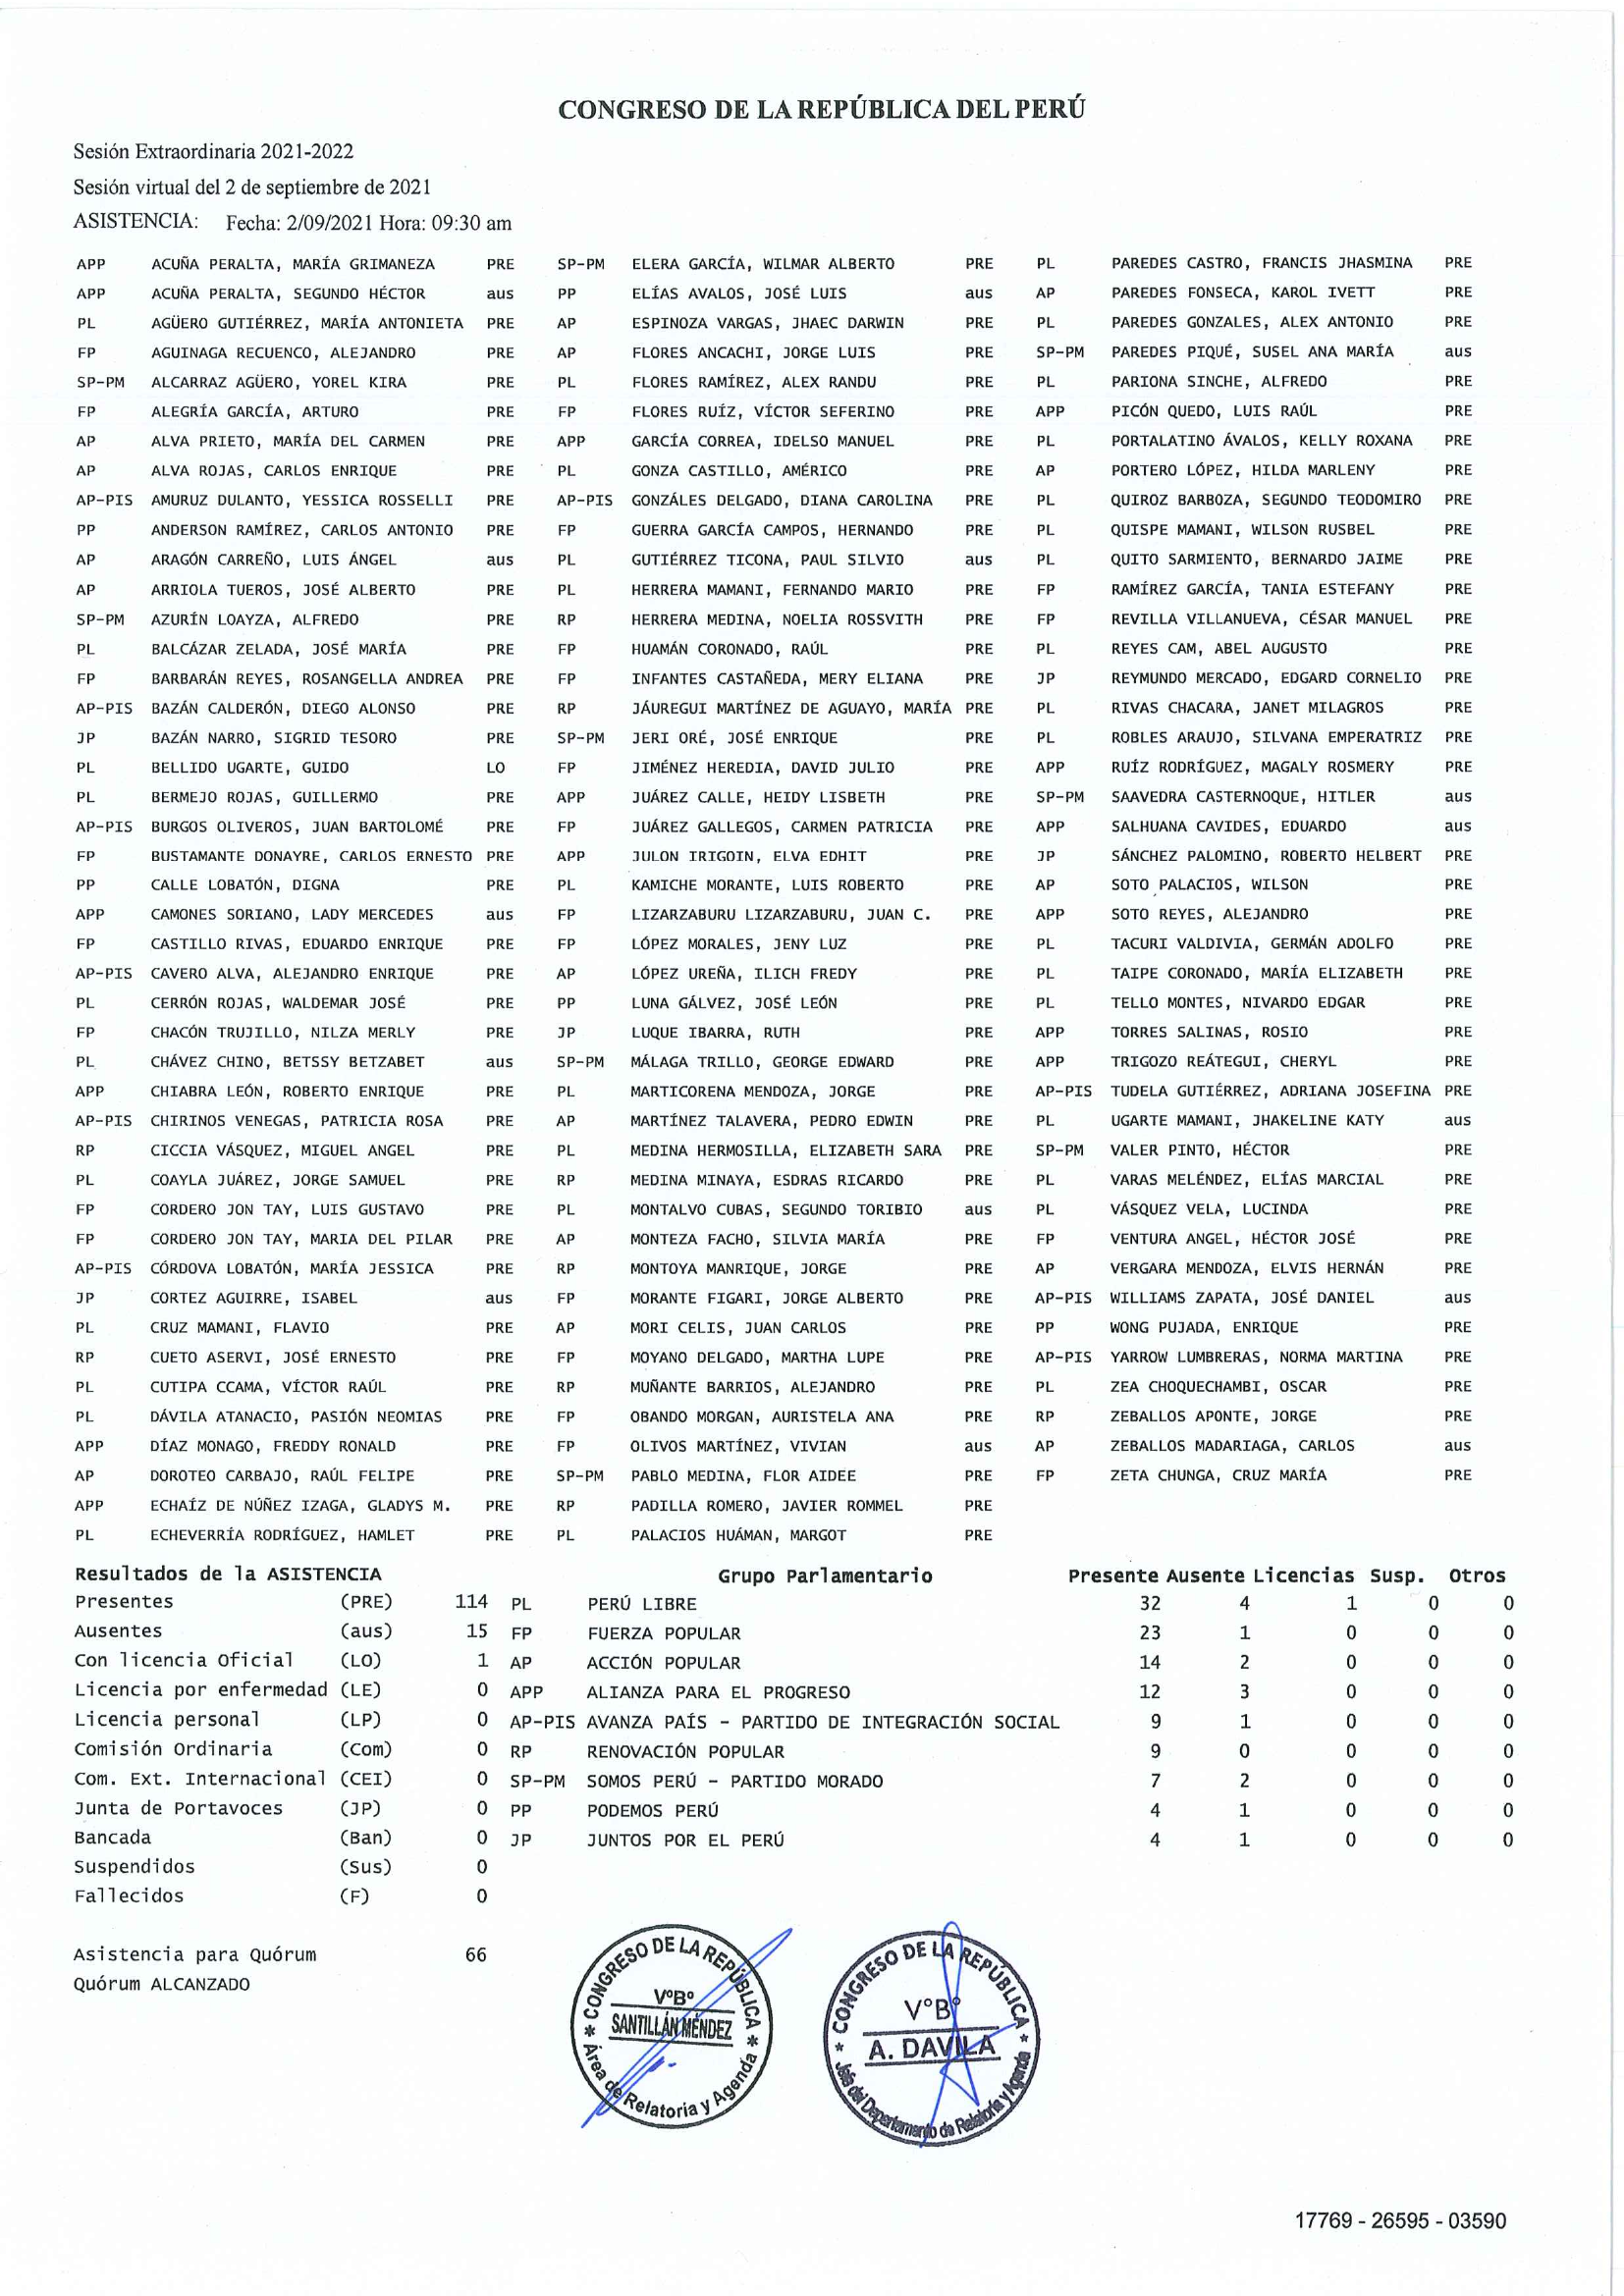 CONGRESO DE LA REPÚBLICA DEL PERÚ
Sesión Extraordinaria 2021-2022
Sesión virtual del 2 de septiembre de 2021
ASISTENCIA: Fecha: 2/09/2021 Hora: 09:30 am
APP ACUÑA PERALTA, MARÍA GRIMANEZA PRE SP-PM ELERA GARCÍA, WILMAR ALBERTO PRE PL PAREDES CASTRO, FRANCIS JHASMINA PRE
APP ACUÑA PERALTA, SEGUNDO HÉCTOR aus PP ELÍAS AVALOS, JOSÉ LUIS aus AP PAREDES FONSECA, KAROL IVETT PRE
PL AGÜERO GUTIÉRREZ, MARÍA ANTONIETA PRE AP ESPINOZA VARGAS, JHAEC DARWIN PRE PL PAREDES GONZALES, ALEX ANTONIO PRE
FP AGUINAGA RECUENCO, ALEJANDRO PRE AP FLORES ANCACHI, JORGE LUIS PRE SP-PM PAREDES PIQUÉ, SUSEL ANA MARÍA aus
SP-PM ALCARRAZ AGÜERO, YOREL KIRA PRE PL FLORES RAMÍREZ, ALEX RANDU PRE PL PARIONA SINCHE, ALFREDO PRE
FP ALEGRÍA GARCÍA, ARTURO PRE FP FLORES RUÍZ, VÍCTOR SEFERINO PRE APP PICÓN QUEDO, LUIS RAÚL PRE
AP ALVA PRIETO, MARÍA DEL CARMEN PRE APP GARCÍA CORREA, IDELSO MANUEL PRE PL PORTALATINO ÁVALOS, KELLY ROXANA PRE
AP ALVA ROJAS, CARLOS ENRIQUE PRE PL GONZA CASTILLO, AMÉRICO PRE AP PORTERO LÓPEZ, HILDA MARLENY PRE
AP-PIS AMURUZ DULANTO, YESSICA ROSSELLI PRE AP-PIS GONZÁLES DELGADO, DIANA CAROLINA PRE PL QUIROZ BARBOZA, SEGUNDO TEODOMIRO PRE
PP ANDERSON RAMÍREZ, CARLOS ANTONIO PRE FP GUERRA GARCÍA CAMPOS, HERNANDO PRE PL QUISPE MAMANI, WILSON RUSBEL PRE
AP ARAGÓN CARREÑO, LUIS ÁNGEL aus PL GUTIÉRREZ TICONA, PAUL SILVIO aus PL QUITO SARMIENTO, BERNARDO JAIME PRE
AP ARRIOLA TUEROS, JOSÉ ALBERTO PRE PL HERRERA MAMANI, FERNANDO MARIO PRE FP RAMÍREZ GARCÍA, TANIA ESTEFANY PRE
SP-PM AZURÍN LOAYZA, ALFREDO PRE RP HERRERA MEDINA, NOELIA ROSSVITH PRE FP REVILLA VILLANUEVA, CÉSAR MANUEL PRE
PL BALCÁZAR ZELADA, JOSÉ MARÍA PRE FP HUAMÁN CORONADO, RAÚL PRE PL REYES CAM, ABEL AUGUSTO PRE
FP BARBARÁN REYES, ROSANGELLA ANDREA PRE FP INFANTES CASTAÑEDA, MERY ELIANA PRE JP REYMUNDO MERCADO, EDGARD CORNELIO PRE
AP-PIS BAZÁN CALDERÓN, DIEGO ALONSO PRE RP JÁUREGUI MARTÍNEZ DE AGUAYO, MARÍA PRE PL RIVAS CHACARA, JANET MILAGROS PRE
JP BAZÁN NARRO, SIGRID TESORO PRE SP-PM JERI ORÉ, JOSÉ ENRIQUE PRE PL ROBLES ARAUJO, SILVANA EMPERATRIZ PRE
PL BELLIDO UGARTE, GUIDO LO FP JIMÉNEZ HEREDIA, DAVID JULIO PRE APP RUÍZ RODRÍGUEZ, MAGALY ROSMERY PRE
PL BERMEJO ROJAS, GUILLERMO PRE APP JUÁREZ CALLE, HEIDY LISBETH PRE SP-PM SAAVEDRA CASTERNOQUE, HITLER aus
AP-PIS BURGOS OLIVEROS, JUAN BARTOLOMÉ PRE FP JUÁREZ GALLEGOS, CARMEN PATRICIA PRE APP SALHUANA CAVIDES, EDUARDO aus
FP BUSTAMANTE DONAYRE, CARLOS ERNESTO PRE APP JULON IRIGOIN, ELVA EDHIT PRE JP SÁNCHEZ PALOMINO, ROBERTO HELBERT PRE
PP CALLE LOBATÓN, DIGNA PRE PL KAMICHE MORANTE, LUIS ROBERTO PRE AP SOTO PALACIOS, WILSON PRE
APP CAMONES SORIANO, LADY MERCEDES aus FP LIZARZABURU LIZARZABURU, JUAN C. PRE APP SOTO REYES, ALEJANDRO PRE
FP CASTILLO RIVAS, EDUARDO ENRIQUE PRE FP LÓPEZ MORALES, JENY LUZ PRE PL TACURI VALDIVIA, GERMÁN ADOLFO PRE
AP-PIS CAVERO ALVA, ALEJANDRO ENRIQUE PRE AP LÓPEZ UREÑA, ILICH FREDY PRE PL TAIPE CORONADO, MARÍA ELIZABETH PRE
PL CERRÓN ROJAS, WALDEMAR JOSÉ PRE PP LUNA GÁLVEZ, JOSÉ LEÓN PRE PL TELLO MONTES, NIVARDO EDGAR PRE
FP CHACÓN TRUJILLO, NILZA MERLY PRE JP LUQUE IBARRA, RUTH PRE APP TORRES SALINAS, ROSIO PRE
PL CHÁVEZ CHINO, BETSSY BETZABET aus SP-PM MÁLAGA TRILLO, GEORGE EDWARD PRE APP TRIGOZO REÁTEGUI, CHERYL PRE
APP CHIABRA LEÓN, ROBERTO ENRIQUE PRE PL MARTICORENA MENDOZA, JORGE PRE AP-PIS TUDELA GUTIÉRREZ, ADRIANA JOSEFINA PRE
AP-PIS CHIRINOS VENEGAS, PATRICIA ROSA PRE AP MARTÍNEZ TALAVERA, PEDRO EDWIN PRE PL UGARTE MAMANI, JHAKELINE KATY aus
RP CICCIA VÁSQUEZ, MIGUEL ANGEL PRE PL MEDINA HERMOSILLA, ELIZABETH SARA PRE SP-PM VALER PINTO, HÉCTOR PRE
PL COAYLA JUÁREZ, JORGE SAMUEL PRE RP MEDINA MINAYA, ESDRAS RICARDO PRE PL VARAS MELÉNDEZ, ELÍAS MARCIAL PRE
FP CORDERO JON TAY, LUIS GUSTAVO PRE PL MONTALVO CUBAS, SEGUNDO TORIBIO aus PL VÁSQUEZ VELA, LUCINDA PRE
FP CORDERO JON TAY, MARIA DEL PILAR PRE AP MONTEZA FACHO, SILVIA MARÍA PRE FP VENTURA ANGEL, HÉCTOR JOSÉ PRE
AP-PIS CÓRDOVA LOBATÓN, MARÍA JESSICA PRE RP MONTOYA MANRIQUE, JORGE PRE AP VERGARA MENDOZA, ELVIS HERNÁN PRE
JP CORTEZ AGUIRRE, ISABEL aus FP MORANTE FIGARI, JORGE ALBERTO PRE AP-PIS WILLIAMS ZAPATA, JOSÉ DANIEL aus
PL CRUZ MAMANI, FLAVIO PRE AP MORI CELIS, JUAN CARLOS PRE PP WONG PUJADA, ENRIQUE PRE
RP CUETO ASERVI, JOSÉ ERNESTO PRE FP MOYANO DELGADO, MARTHA LUPE PRE AP-PIS YARROW LUMBRERAS, NORMA MARTINA PRE
PL CUTIPA CCAMA, VÍCTOR RAÚL PRE RP MUÑANTE BARRIOS, ALEJANDRO PRE PL ZEA CHOQUECHAMBI, OSCAR PRE
PL DÁVILA ATANACIO, PASIÓN NEOMIAS PRE FP OBANDO MORGAN, AURISTELA ANA PRE RP ZEBALLOS APONTE, JORGE PRE
APP DÍAZ MONAGO, FREDDY RONALD PRE FP OLIVOS MARTÍNEZ, VIVIAN aus AP ZEBALLOS MADARIAGA, CARLOS aus
AP DOROTEO CARBAJO, RAÚL FELIPE PRE SP-PM PABLO MEDINA, FLOR AIDEE PRE FP ZETA CHUNGA, CRUZ MARÍA PRE
APP ECHAÍZ DE NÚÑEZ IZAGA, GLADYS M. PRE RP PADILLA ROMERO, JAVIER ROMMEL PRE
PL ECHEVERRÍA RODRÍGUEZ, HAMLET PRE PL PALACIOS HUÁMAN, MARGOT PRE
Resultados de la ASISTENCIA Grupo Parlamentario Presente Ausente Licencias Susp. Otros
Presentes (PRE) 114 PL PERÚ LIBRE 32 4 1 0 0
Ausentes (aus) 15 FP FUERZA POPULAR 23 1 0 0 0
Con licencia Oficial (LO) 1 AP ACCIÓN POPULAR 14 2 0 0 0
Licencia por enfermedad (LE) 0 APP ALIANZA PARA EL PROGRESO 12 3 0 0 0
Licencia personal (LP) 0 AP-PIS AVANZA PAÍS - PARTIDO DE INTEGRACIÓN SOCIAL 9 1 0 0 0
Comisión Ordinaria (Com) 0 RP RENOVACIÓN POPULAR 9 0 0 0 0
Com. Ext. Internacional (CEI) 0 SP-PM SOMOS PERÚ - PARTIDO MORADO 7 2 0 0 0
Junta de Portavoces (JP) 0 PP PODEMOS PERÚ 4 1 0 0 0
Bancada (Ban) 0 JP JUNTOS POR EL PERÚ 4 1 0 0 0
Suspendidos (Sus) 0
Fallecidos (F) 0
Asistencia para Quórum 66
Quórum ALCANZADO
CONGRESO DE LA REPÚBLICA
V°B°
SANTILLÁN MÉNDEZ
Área de Relatoría y Agenda
CONGRESO DE LA REPÚBLICA
V°B°
A. DAVILA
Jefa del Departamento de Relatoría y Agenda
17769 - 26595 - 03590